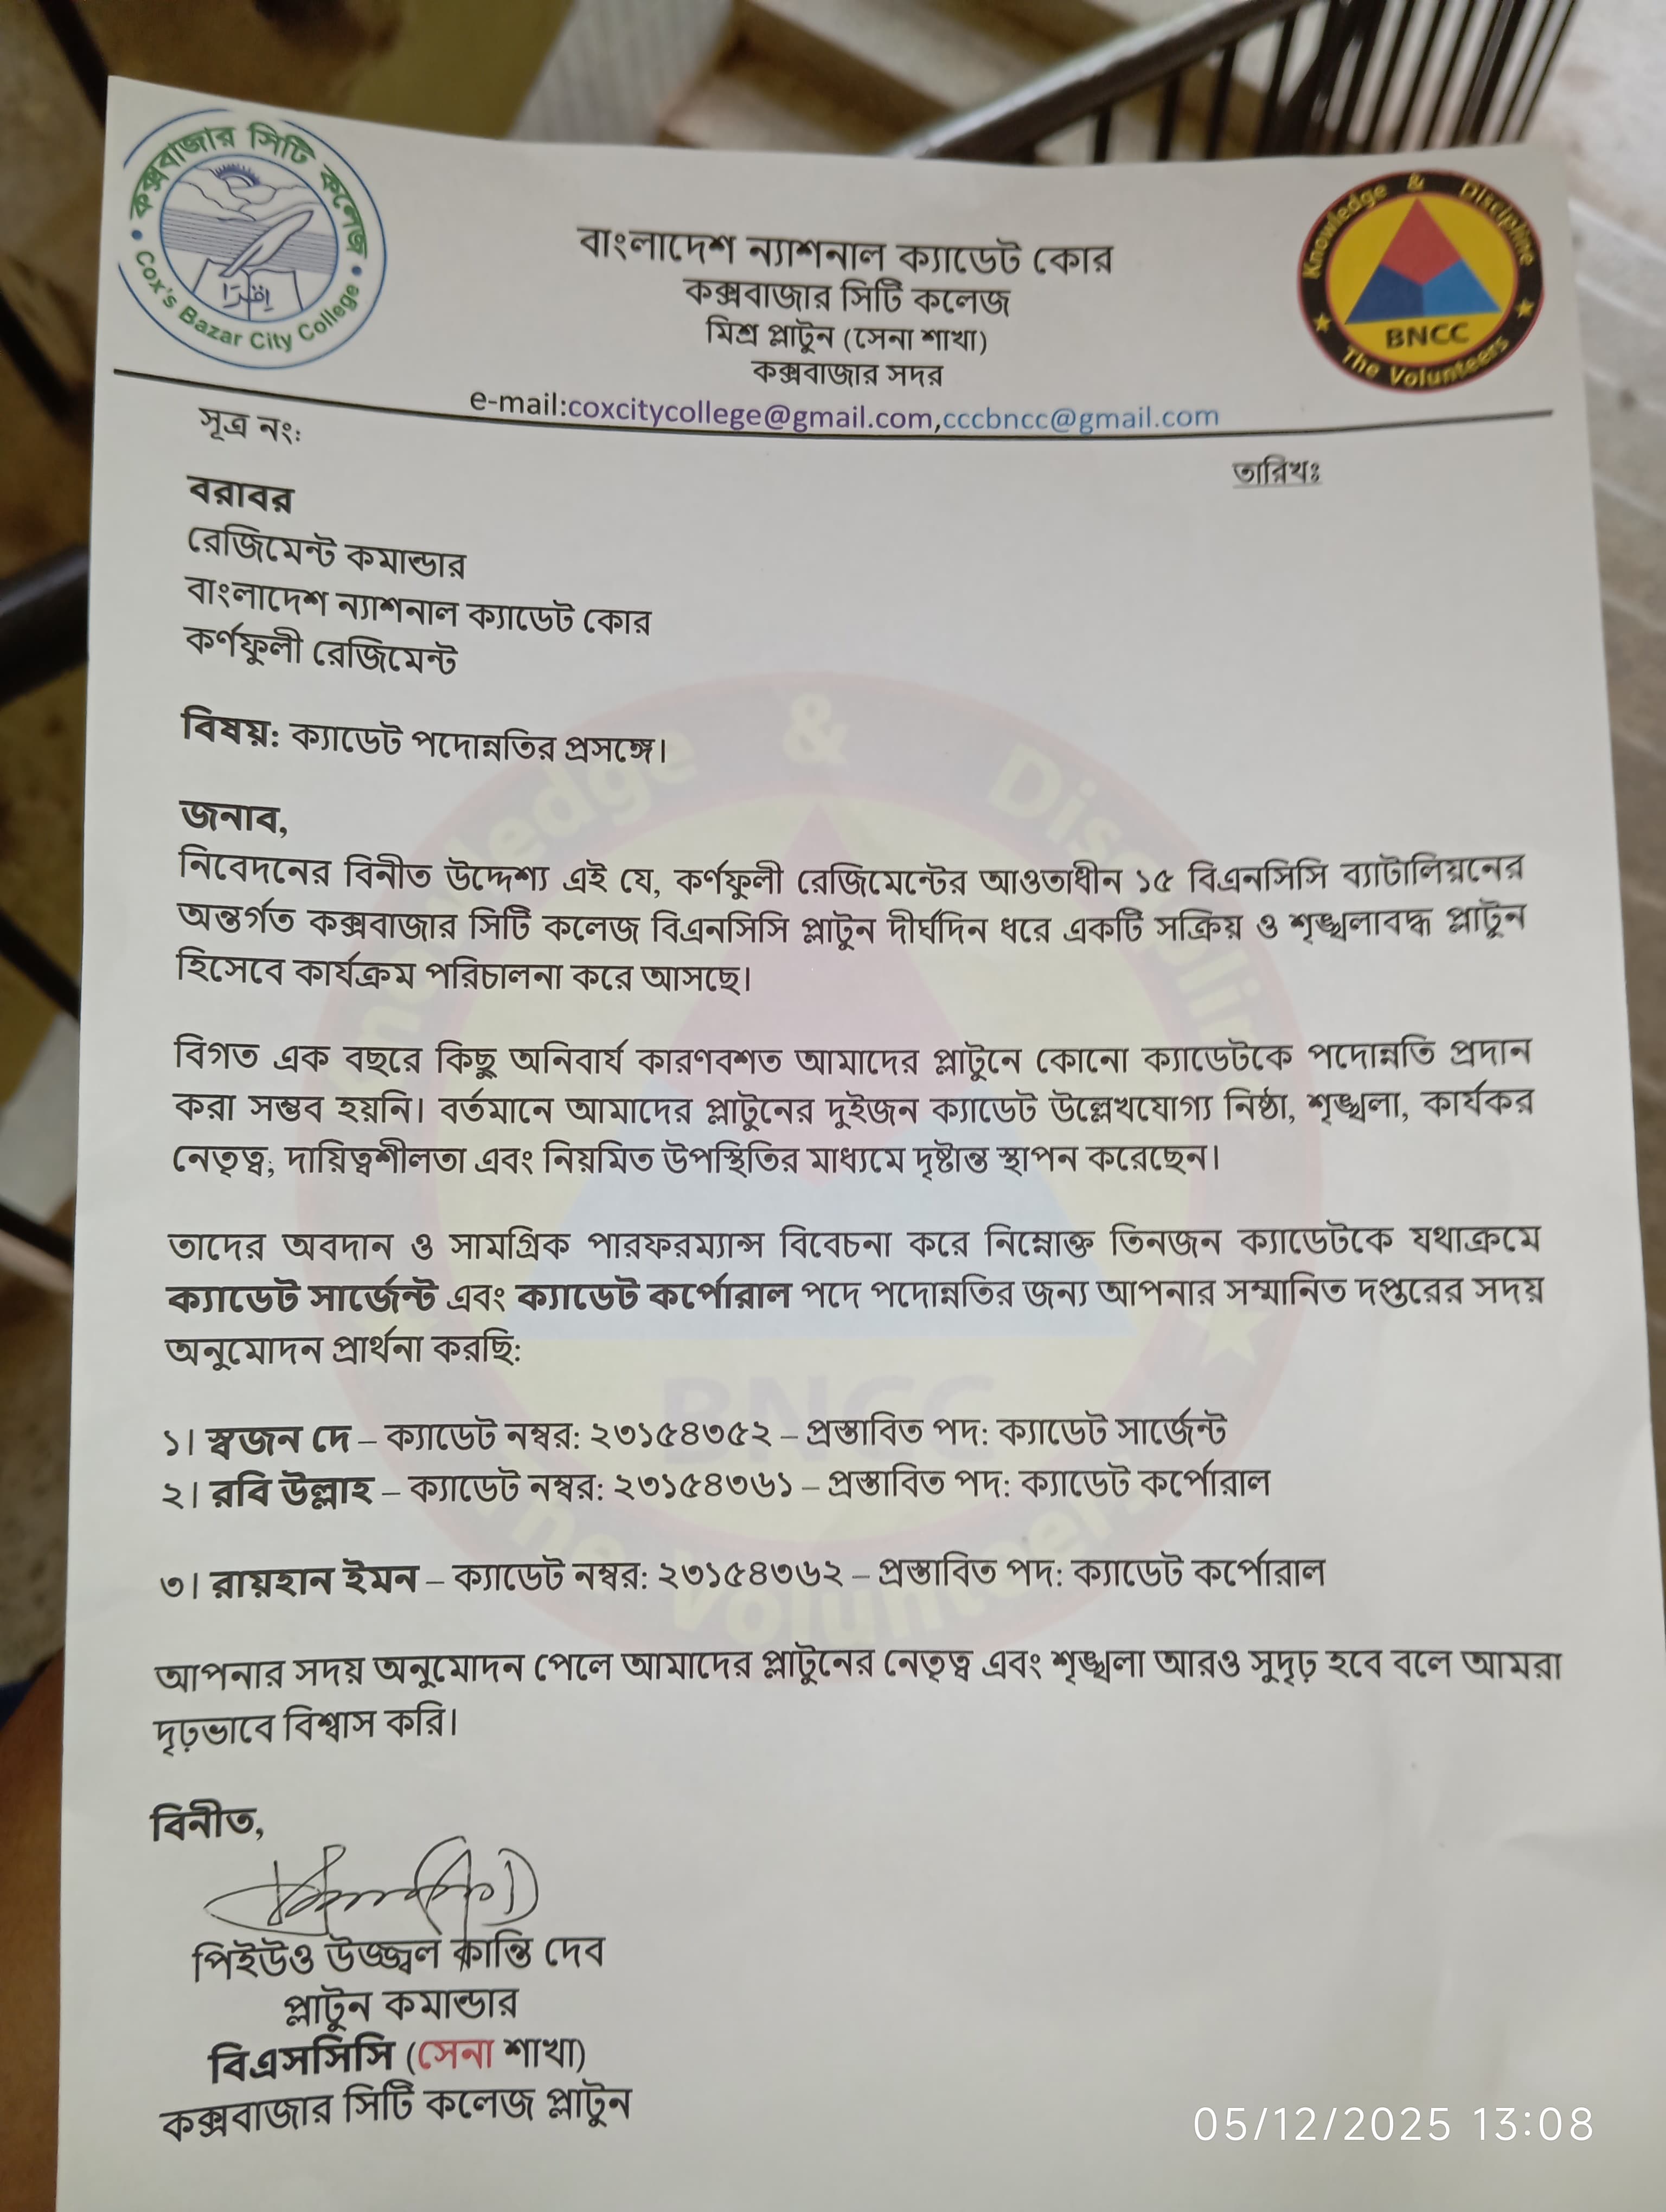 কক্সবাজার সিটি কলেজ
Cox's Bazar City College
বাংলাদেশ ন্যাশনাল ক্যাডেট কোর
কক্সবাজার সিটি কলেজ
মিশ্র প্লাটুন (সেনা শাখা)
কক্সবাজার সদর
e-mail:coxcitycollege@gmail.com,cccbncc@gmail.com
Knowledge & Discipline
BNCC
The Volunteers
সূত্র নং:
তারিখঃ
বরাবর
রেজিমেন্ট কমান্ডার
বাংলাদেশ ন্যাশনাল ক্যাডেট কোর
কর্ণফুলী রেজিমেন্ট
বিষয়: ক্যাডেট পদোন্নতির প্রসঙ্গে।
জনাব,
নিবেদনের বিনীত উদ্দেশ্য এই যে, কর্ণফুলী রেজিমেন্টের আওতাধীন ১৫ বিএনসিসি ব্যাটালিয়নের
অন্তর্গত কক্সবাজার সিটি কলেজ বিএনসিসি প্লাটুন দীর্ঘদিন ধরে একটি সক্রিয় ও শৃঙ্খলাবদ্ধ প্লাটুন
হিসেবে কার্যক্রম পরিচালনা করে আসছে।
বিগত এক বছরে কিছু অনিবার্য কারণবশত আমাদের প্লাটুনে কোনো ক্যাডেটকে পদোন্নতি প্রদান
করা সম্ভব হয়নি। বর্তমানে আমাদের প্লাটুনের দুইজন ক্যাডেট উল্লেখযোগ্য নিষ্ঠা, শৃঙ্খলা, কার্যকর
নেতৃত্ব, দায়িত্বশীলতা এবং নিয়মিত উপস্থিতির মাধ্যমে দৃষ্টান্ত স্থাপন করেছেন।
তাদের অবদান ও সামগ্রিক পারফরম্যান্স বিবেচনা করে নিম্নোক্ত তিনজন ক্যাডেটকে যথাক্রমে
ক্যাডেট সার্জেন্ট এবং ক্যাডেট কর্পোরাল পদে পদোন্নতির জন্য আপনার সম্মানিত দপ্তরের সদয়
অনুমোদন প্রার্থনা করছি:
১। স্বজন দে – ক্যাডেট নম্বর: ২৩১৫৪৩৫২ – প্রস্তাবিত পদ: ক্যাডেট সার্জেন্ট
২। রবি উল্লাহ – ক্যাডেট নম্বর: ২৩১৫৪৩৬১ – প্রস্তাবিত পদ: ক্যাডেট কর্পোরাল
৩। রায়হান ইমন – ক্যাডেট নম্বর: ২৩১৫৪৩৬২ – প্রস্তাবিত পদ: ক্যাডেট কর্পোরাল
আপনার সদয় অনুমোদন পেলে আমাদের প্লাটুনের নেতৃত্ব এবং শৃঙ্খলা আরও সুদৃঢ় হবে বলে আমরা
দৃঢ়ভাবে বিশ্বাস করি।
বিনীত,
পিইউও উজ্জ্বল কান্তি দেব
প্লাটুন কমান্ডার
বিএসসিসি (সেনা শাখা)
কক্সবাজার সিটি কলেজ প্লাটুন
05/12/2025 13:08